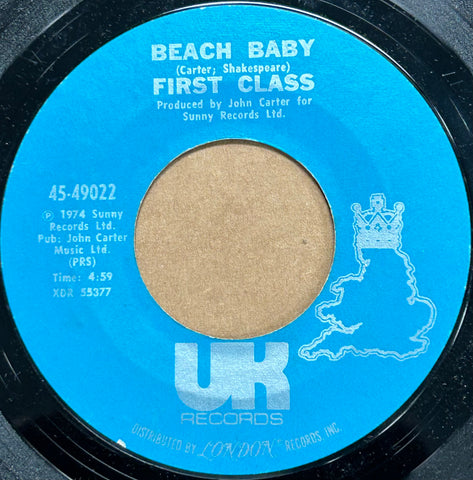 BEACH BABY
(Carter; Shakespeare)
FIRST CLASS
Produced by John Carter for
Sunny Records Ltd.
45-49022
℗ 1974 Sunny
Records Ltd.
Pub: John Carter
Music Ltd.
(PRS)
Time: 4:59
XDR 55377
UK
RECORDS
DISTRIBUTED BY LONDON® RECORDS INC.